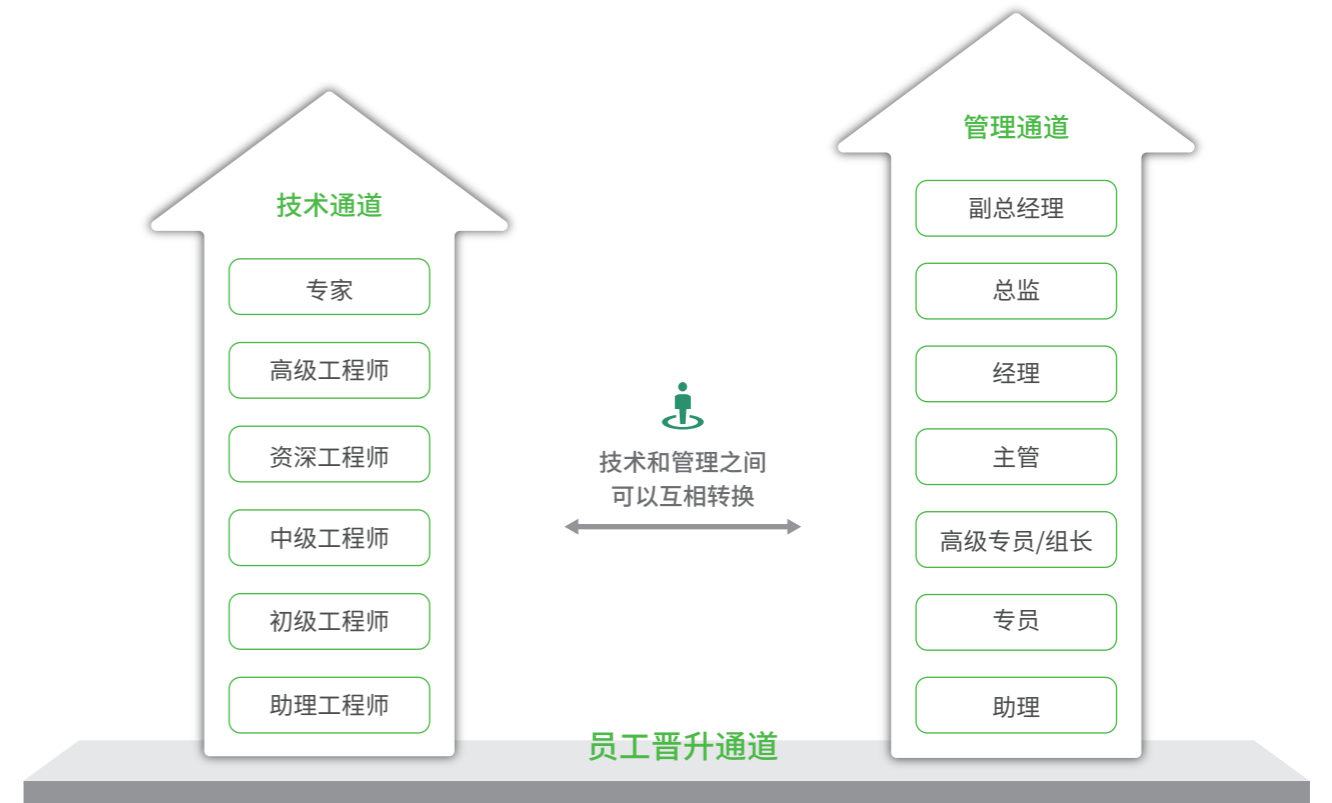 技术通道
专家
高级工程师
资深工程师
中级工程师
初级工程师
助理工程师
技术和管理之间
可以互相转换
管理通道
副总经理
总监
经理
主管
高级专员/组长
专员
助理
员工晋升通道